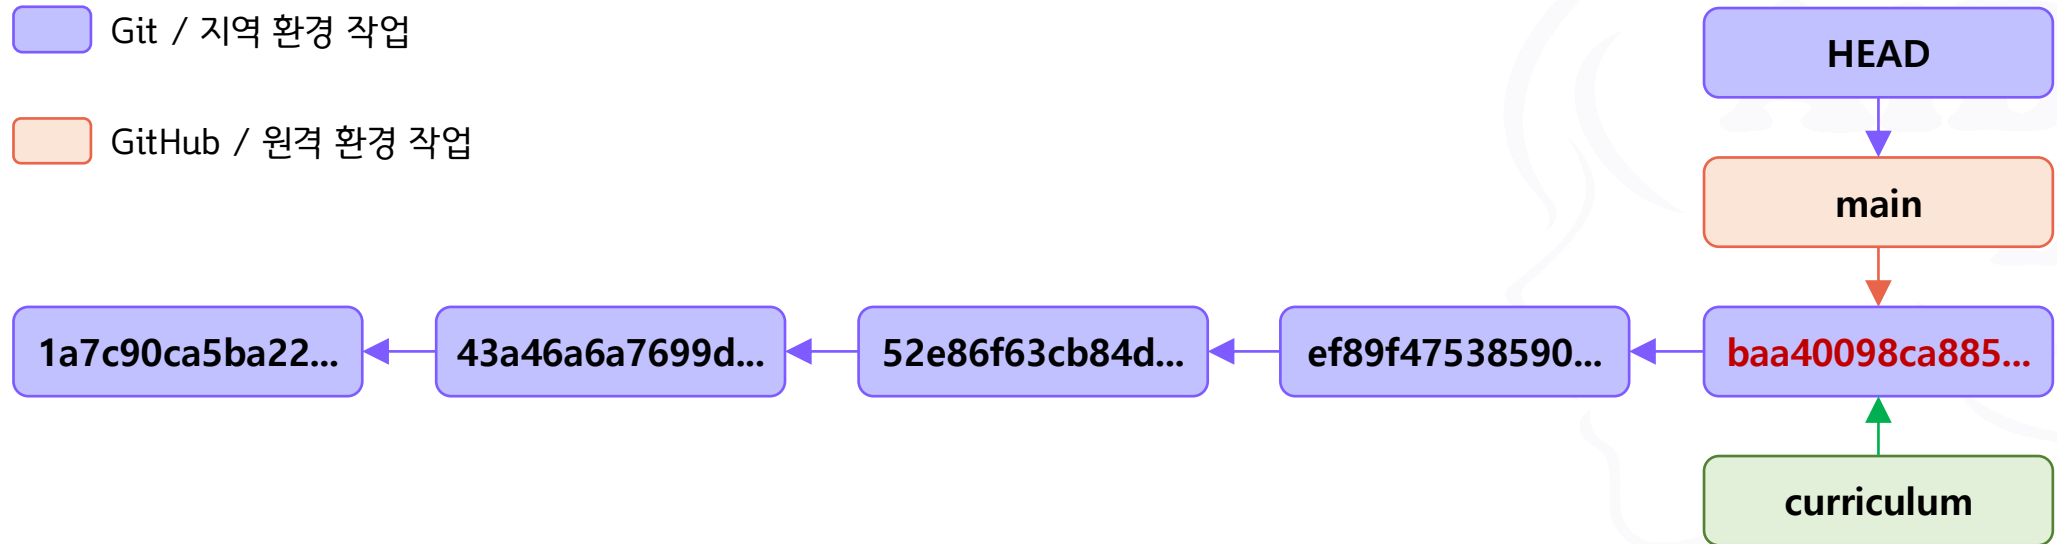 Git / 지역 환경 작업
GitHub / 원격 환경 작업
HEAD
main
1a7c90ca5ba22...
43a46a6a7699d...
52e86f63cb84d...
ef89f47538590...
baa40098ca885...
curriculum